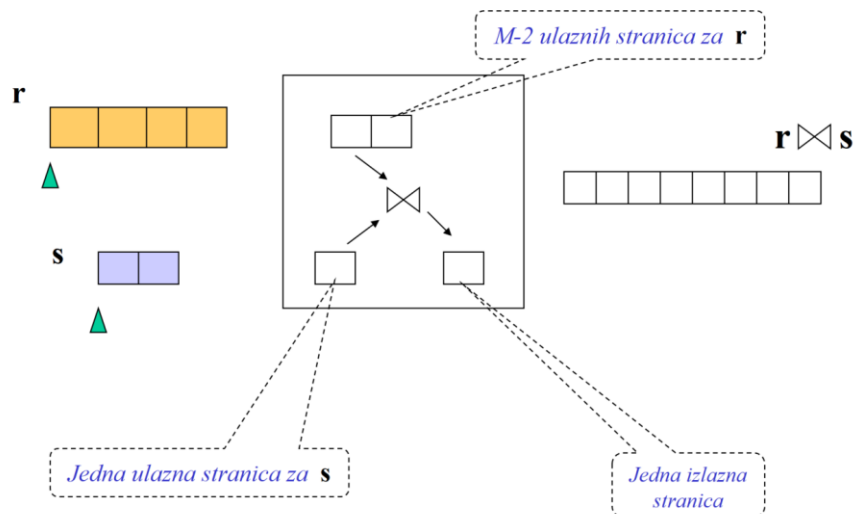 M-2 ulaznih stranica za r
r
r ⋈ s
s
Jedna ulazna stranica za s
Jedna izlazna
stranica